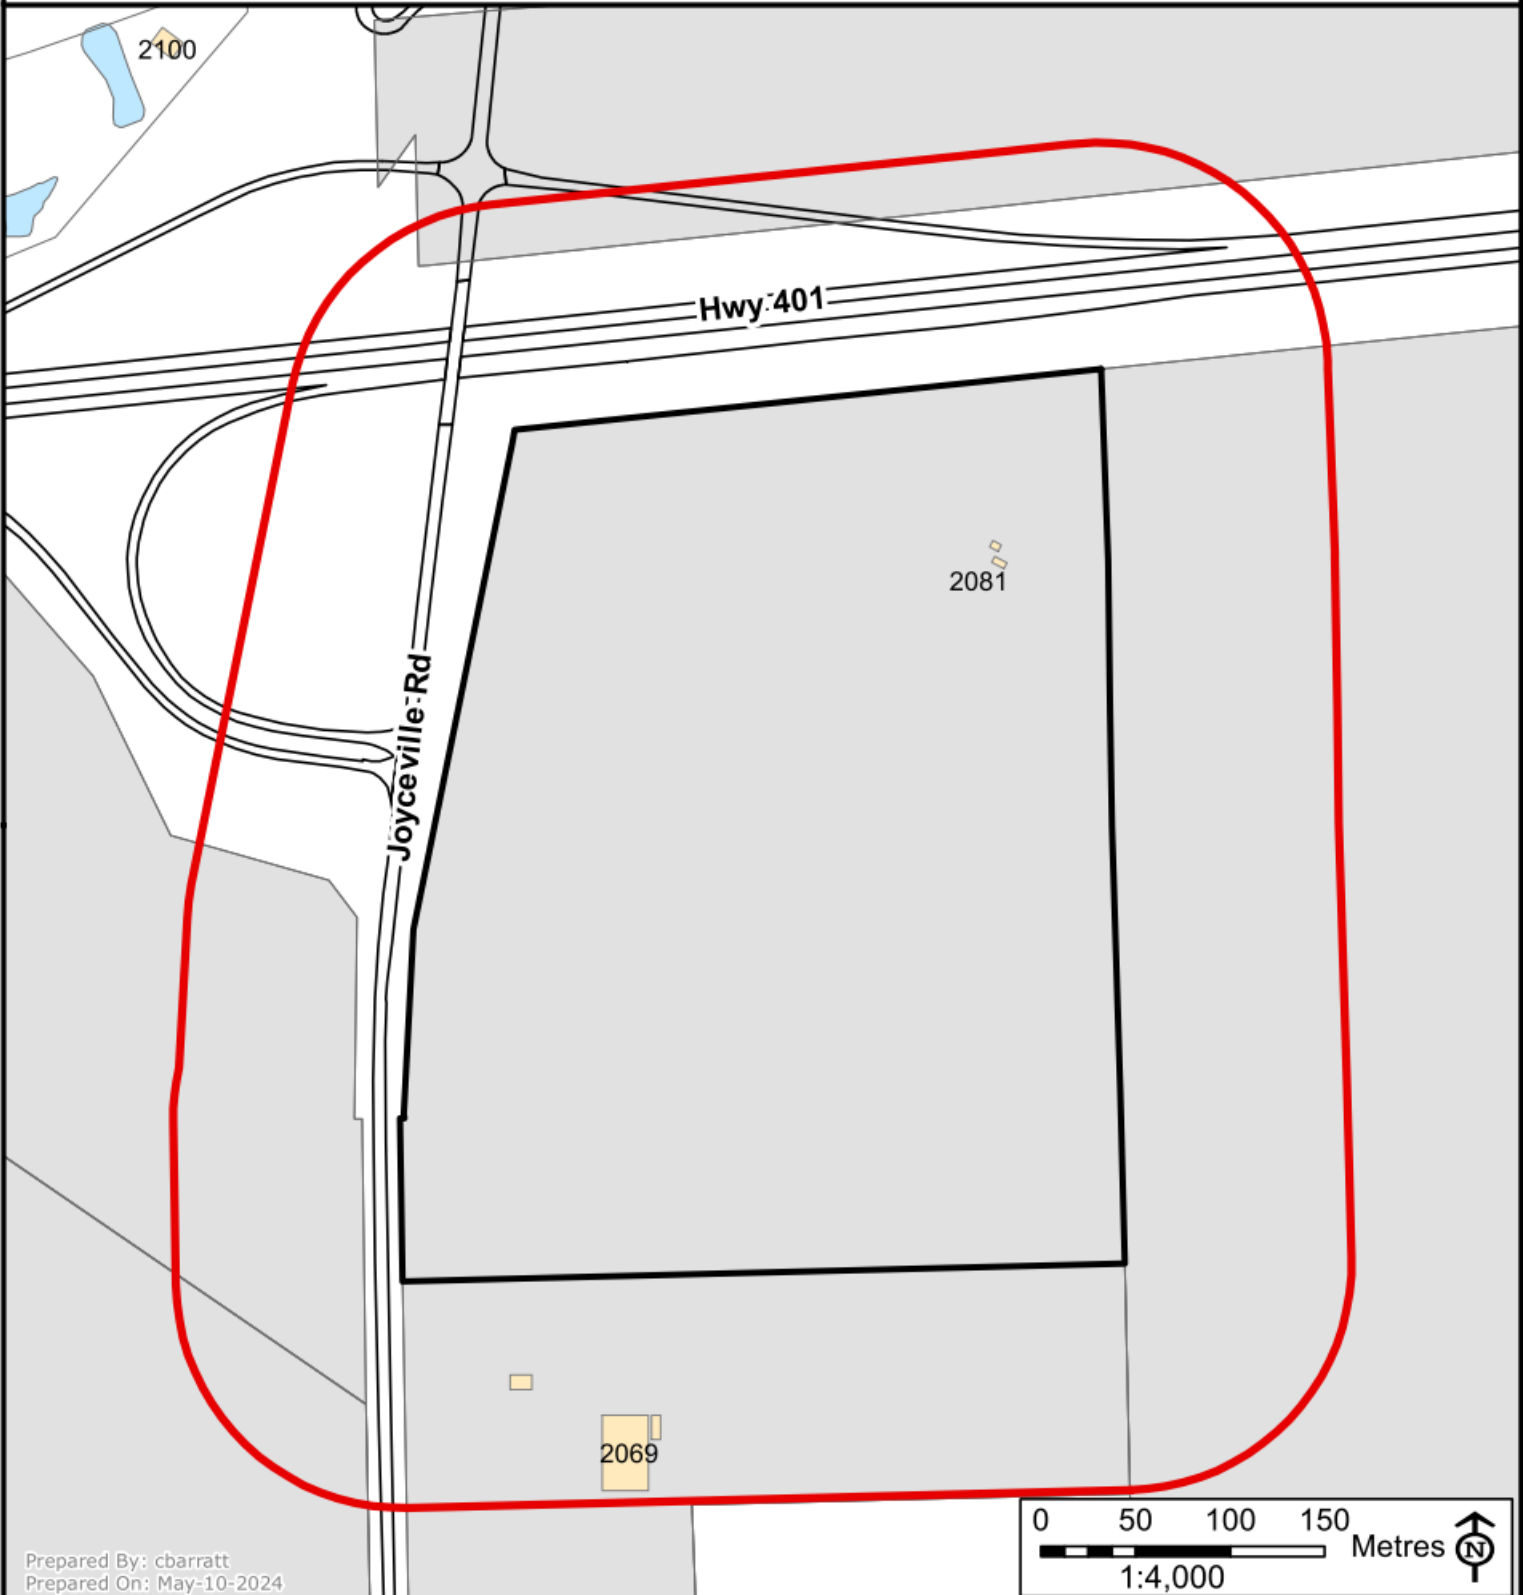 2100
Hwy 401
2081
Joyceville Rd
2069
0 50 100 150
Metres
N
1:4,000
Prepared By: cbarratt
Prepared On: May-10-2024